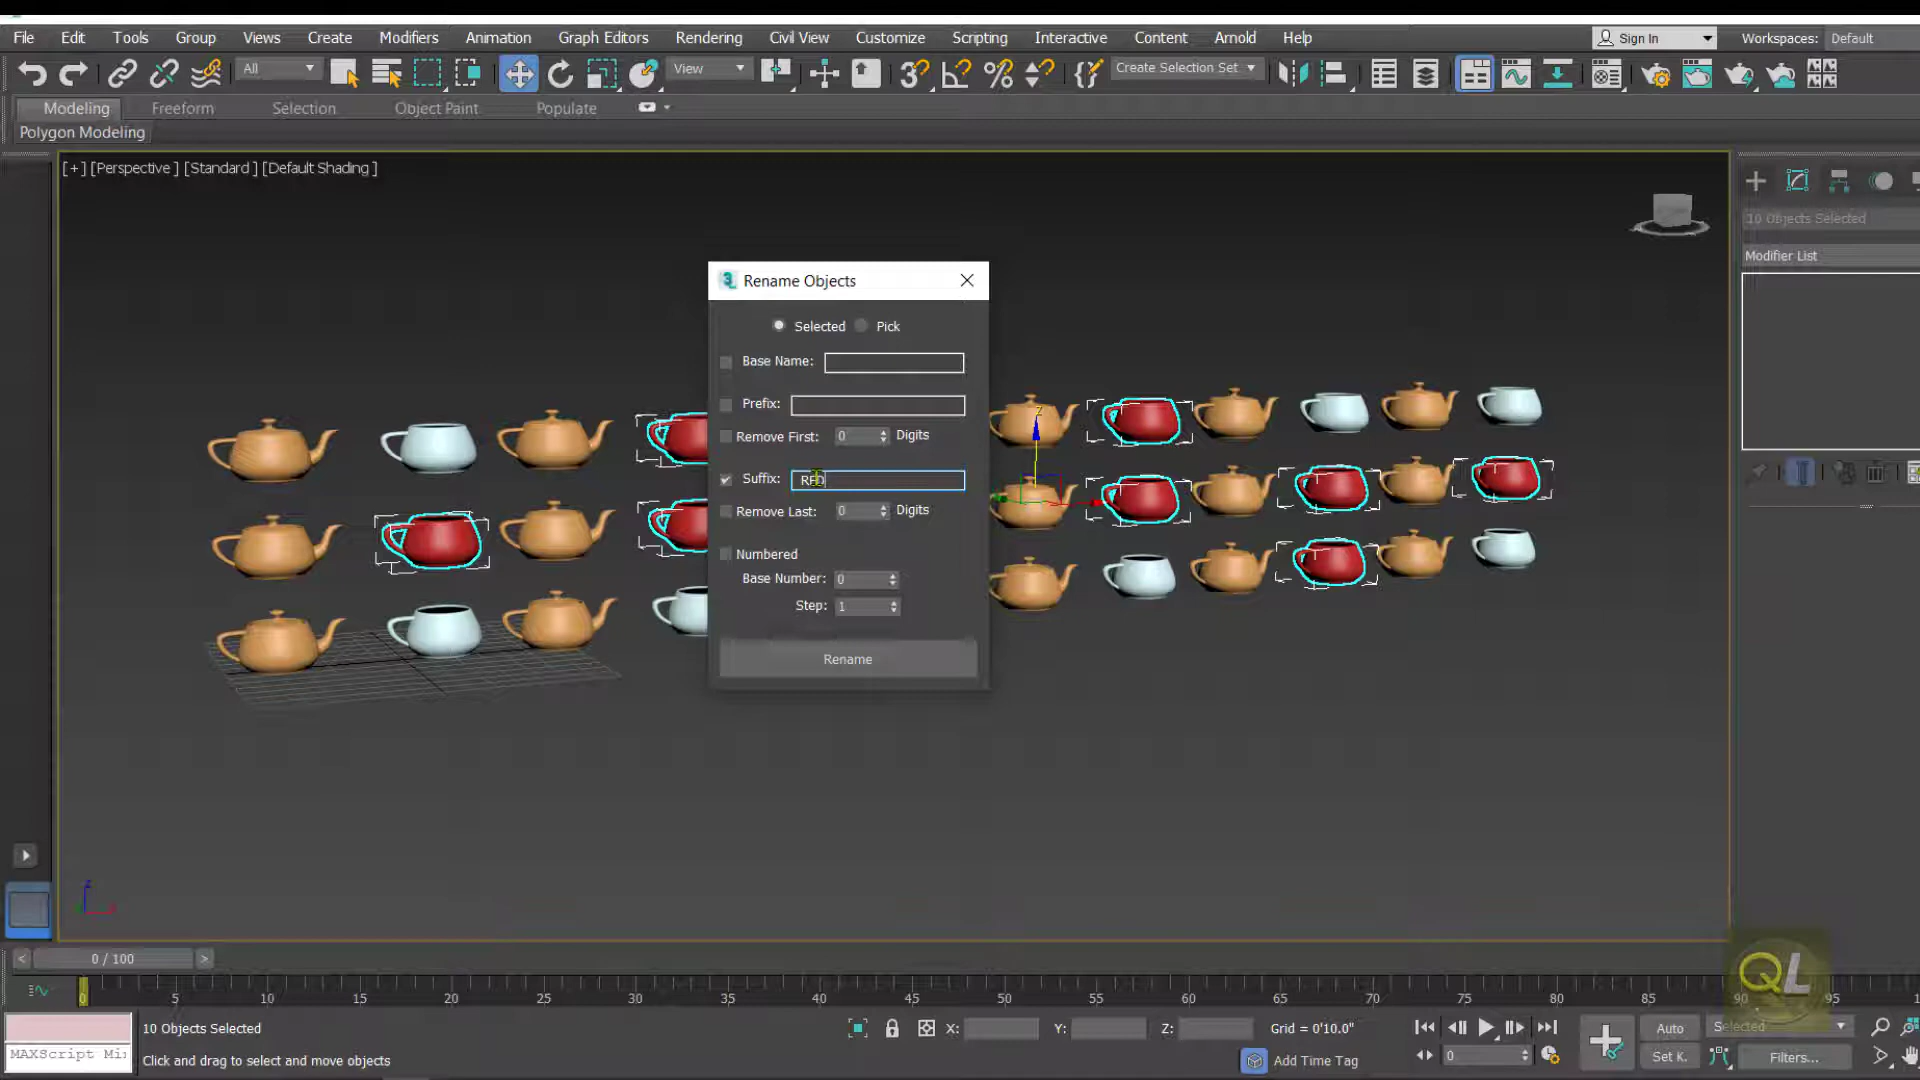 File Edit Tools Group Views Create Modifiers Animation Graph Editors Rendering Civil View Customize Scripting Interactive Content Arnold Help Sign In Workspaces: Default
All View Create Selection Set
Modeling Freeform Selection Object Paint Populate
Polygon Modeling
[+] [Perspective ] [Standard ] [Default Shading ]
10 Objects Selected
Modifier List
Rename Objects
Selected Pick
Base Name:
Prefix:
Remove First: 0 Digits
Suffix: RED
Remove Last: 0 Digits
Numbered
Base Number: 0
Step: 1
Rename
z
z
< 0 / 100 >
0 5 10 15 20 25 30 35 40 45 50 55 60 65 70 75 80 85 90 95
QL
10 Objects Selected X: Y: Z: Grid = 0'10.0" Auto Selected
MAXScript Mi: Click and drag to select and move objects Add Time Tag 0 Set K. Filters...